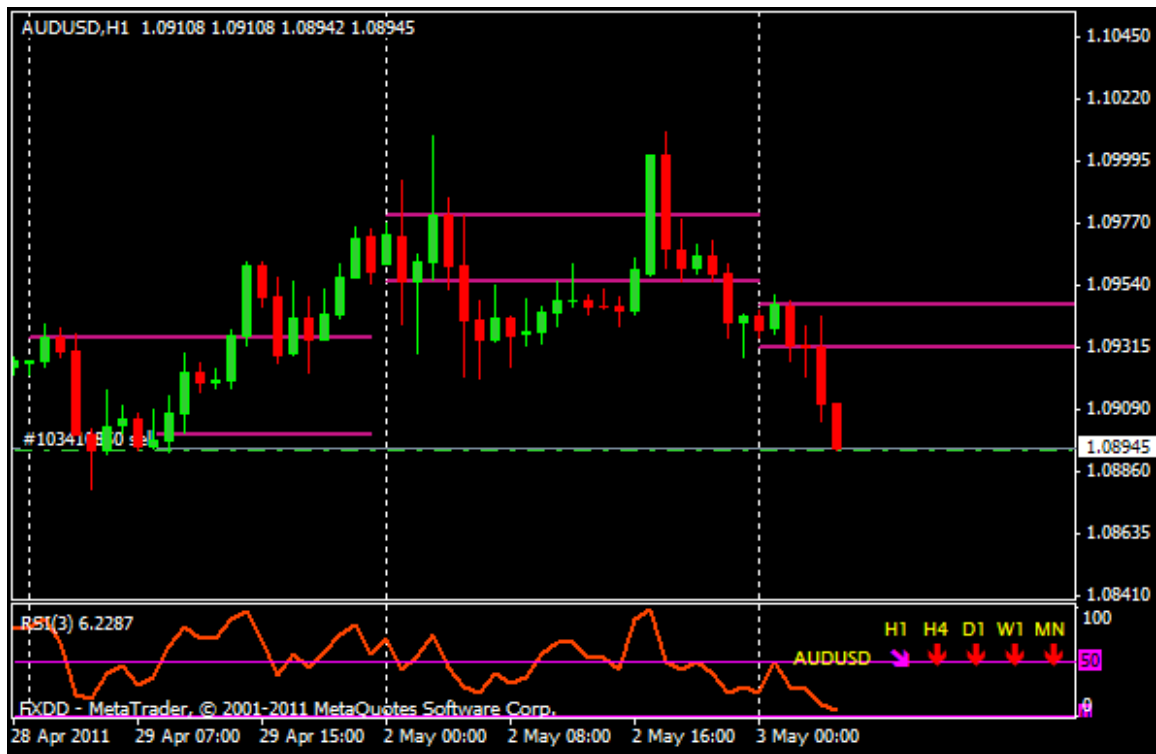 AUDUSD,H1 1.09108 1.09108 1.08942 1.08945
1.10450
1.10220
1.09995
1.09770
1.09540
1.09315
1.09090
1.08945
1.08860
1.08635
1.08410
sell
RSI(3) 6.2287
100
50
0
H1 H4 D1 W1 MN
AUDUSD
FXDD - MetaTrader, © 2001-2011 MetaQuotes Software Corp.
28 Apr 2011 29 Apr 07:00 29 Apr 15:00 2 May 00:00 2 May 08:00 2 May 16:00 3 May 00:00